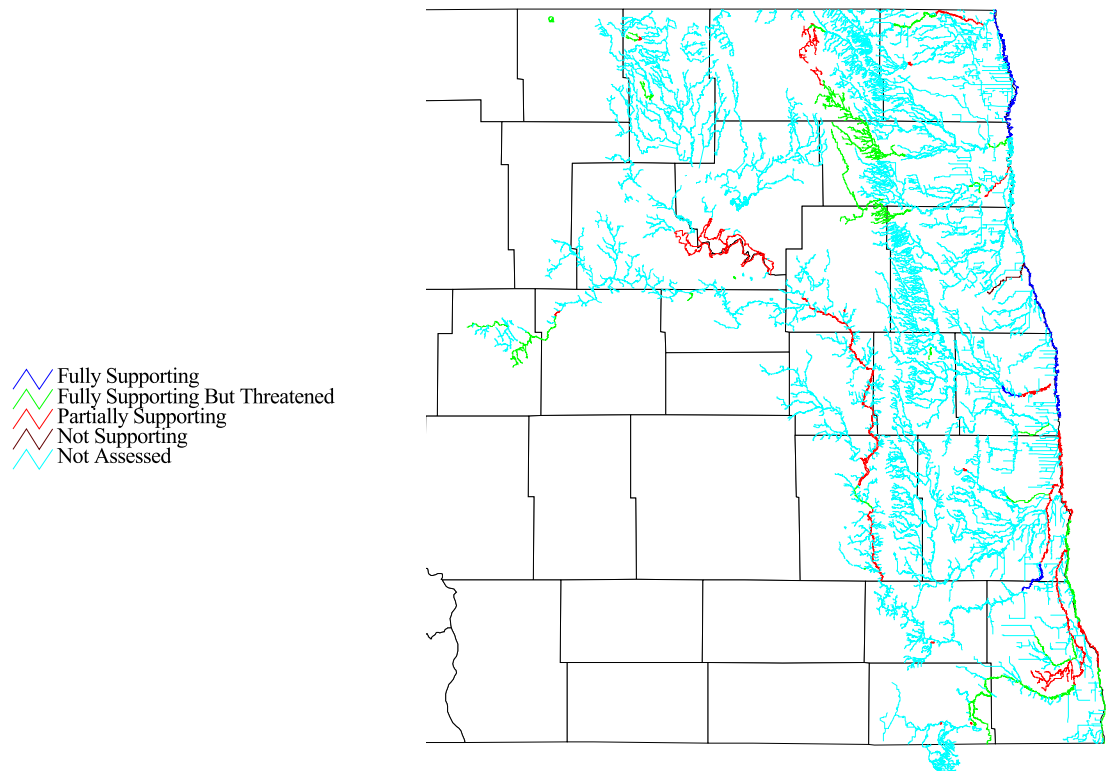 Fully Supporting
Fully Supporting But Threatened
Partially Supporting
Not Supporting
Not Assessed